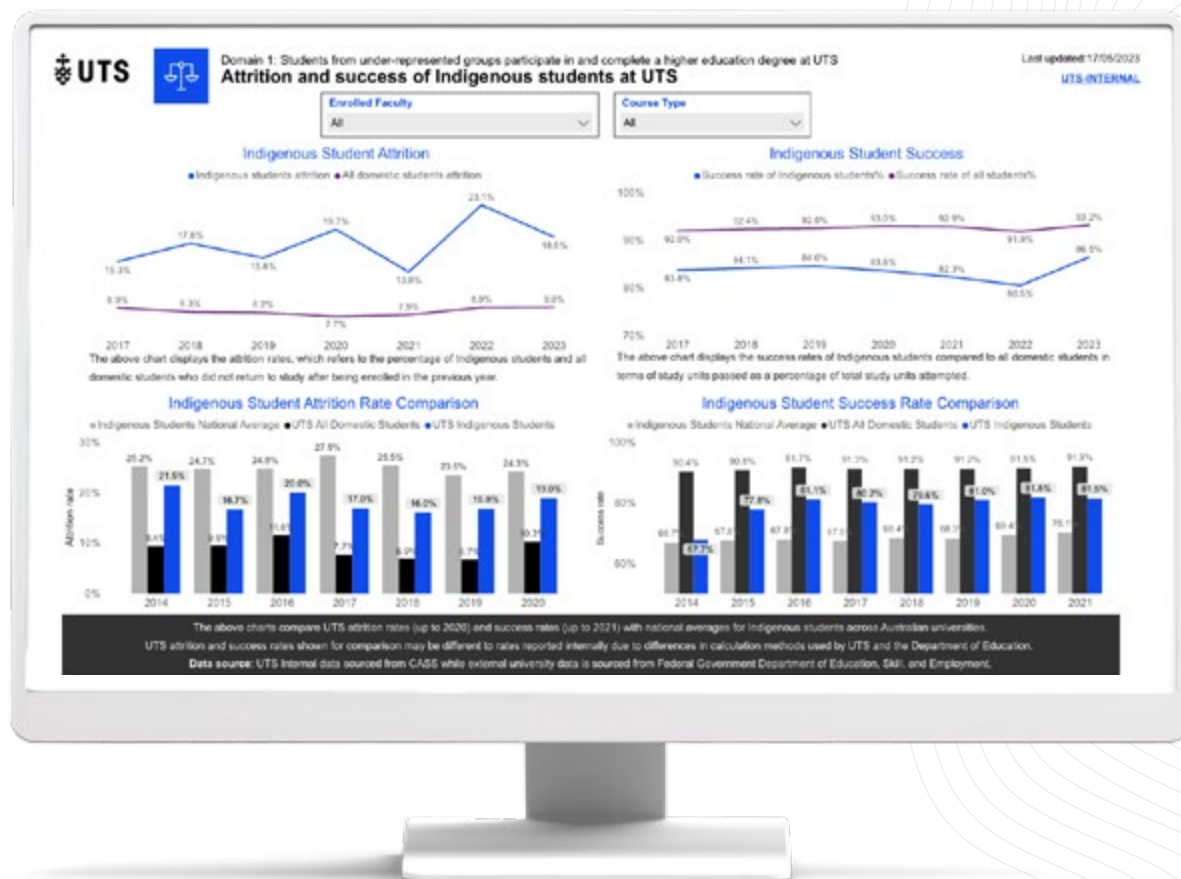 UTS
Domain 1: Students from under-represented groups participate in and complete a higher education degree at UTS
Attrition and success of Indigenous students at UTS
Last updated:17/05/2023
UTS-INTERNAL
Enrolled Faculty
All
Course Type
All
Indigenous Student Attrition
Indigenous students attrition All domestic students attrition
23.1%
19.7%
17.8%
15.3%
15.8%
13.8%
7.7%
7.9%
2017 2018 2019 2020 2021 2022 2023
The above chart displays the attrition rates, which refers to the percentage of Indigenous students and all
domestic students who did not return to study after being enrolled in the previous year.
Indigenous Student Success
Success rate of Indigenous students% Success rate of all students%
100%
90%
80%
70%
92.0% 92.4% 92.8% 93.0% 92.9% 91.9% 93.2%
83.8% 84.1% 84.6% 83.6% 82.3% 80.5% 86.5%
2017 2018 2019 2020 2021 2022 2023
The above chart displays the success rates of Indigenous students compared to all domestic students in
terms of study units passed as a percentage of total study units attempted.
Indigenous Student Attrition Rate Comparison
Indigenous Students National Average UTS All Domestic Students UTS Indigenous Students
Attrition rate
30%
20%
10%
0%
25.2% 24.7% 24.8% 27.5% 25.5% 24.3%
21.5% 16.7% 20.0% 17.0% 16.0% 16.8% 19.0%
2014 2015 2016 2017 2018 2019 2020
Indigenous Student Success Rate Comparison
Indigenous Students National Average UTS All Domestic Students UTS Indigenous Students
Success rate
100%
80%
60%
90.4% 90.8% 91.7% 91.3% 91.2% 91.2% 91.5% 91.9%
67.7% 77.8% 81.1% 80.2% 79.6% 81.0% 81.8% 81.9%
2014 2015 2016 2017 2018 2019 2020 2021
The above charts compare UTS attrition rates (up to 2020) and success rates (up to 2021) with national averages for Indigenous students across Australian universities.
UTS attrition and success rates shown for comparison may be different to rates reported internally due to differences in calculation methods used by UTS and the Department of Education.
Data source: UTS Internal data sourced from CASS while external university data is sourced from Federal Government Department of Education, Skill, and Employment.